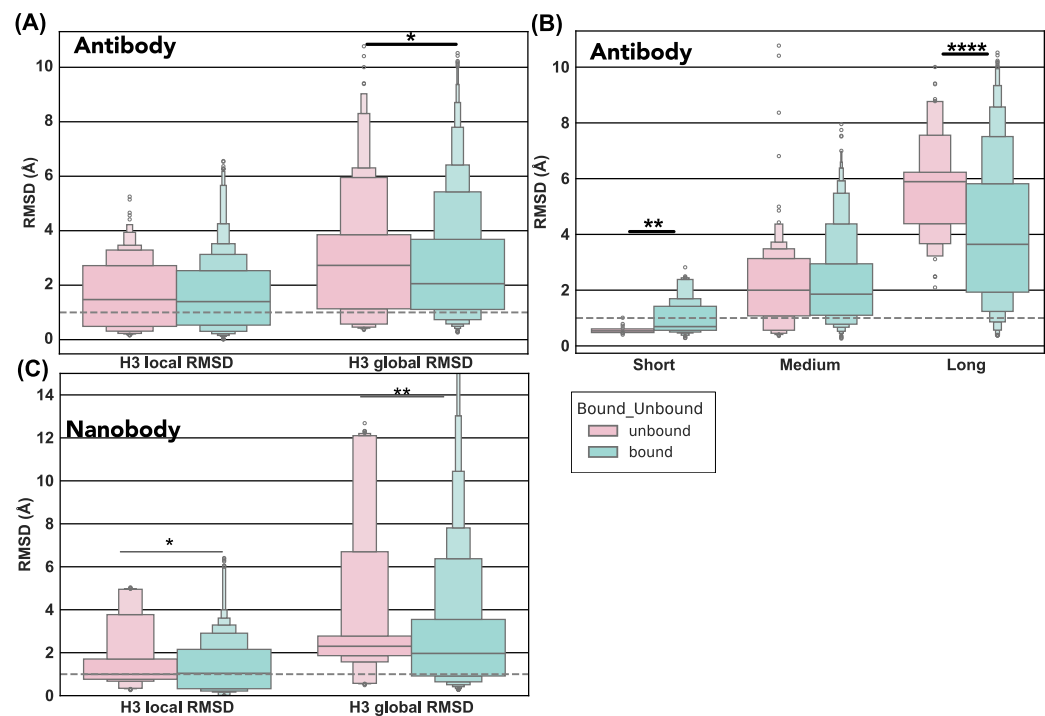 (A)
Antibody
*
RMSD (Å)
10
8
6
4
2
0
H3 local RMSD
H3 global RMSD
(B)
Antibody
**
****
RMSD (Å)
10
8
6
4
2
0
Short
Medium
Long
Bound_Unbound
unbound
bound
(C)
Nanobody
*
**
RMSD (Å)
14
12
10
8
6
4
2
0
H3 local RMSD
H3 global RMSD